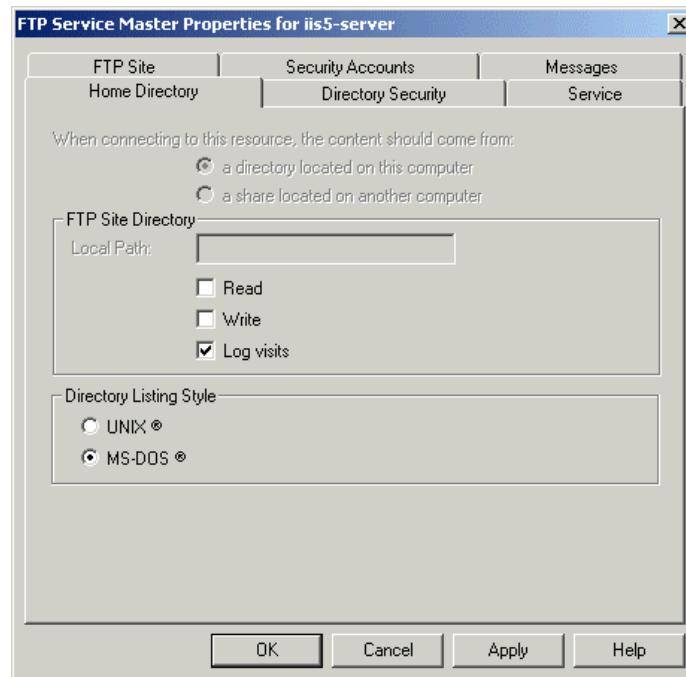 FTP Service Master Properties for iis5-server
FTP Site Security Accounts Messages
Home Directory Directory Security Service
When connecting to this resource, the content should come from:
a directory located on this computer
a share located on another computer
FTP Site Directory
Local Path:
Read
Write
Log visits
Directory Listing Style
UNIX ®
MS-DOS ®
OK Cancel Apply Help